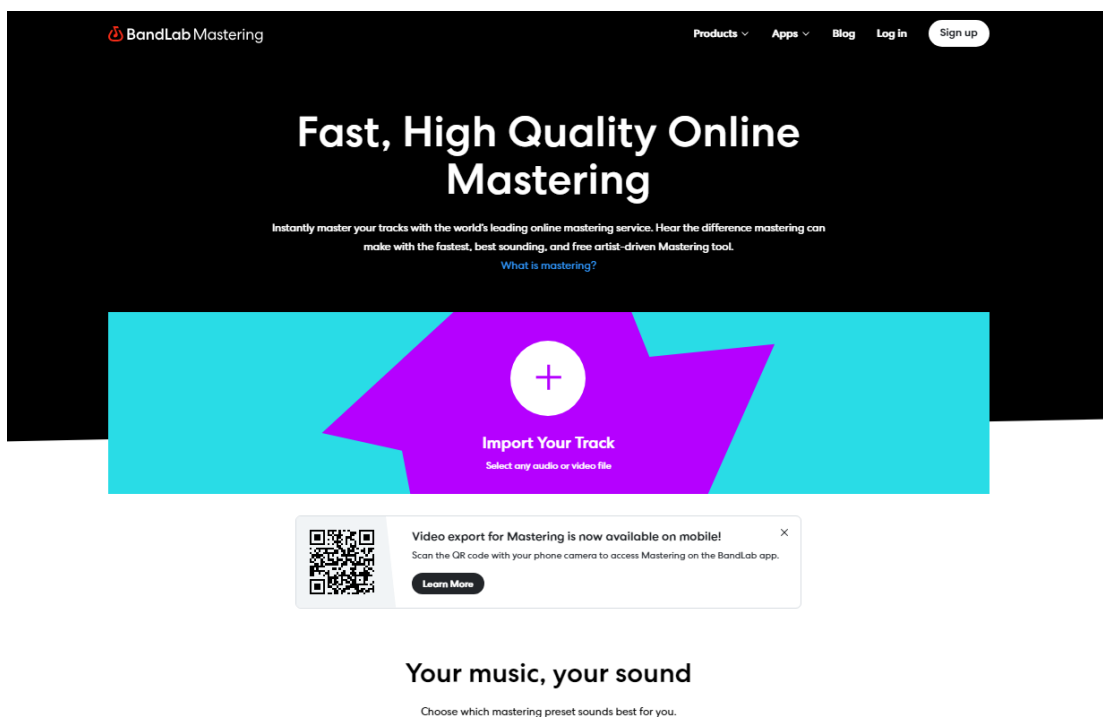 BandLab Mastering
Products
Apps
Blog
Log in
Sign up
Fast, High Quality Online
Mastering
Instantly master your tracks with the world's leading online mastering service. Hear the difference mastering can
make with the fastest, best sounding, and free artist-driven Mastering tool.
What is mastering?
Import Your Track
Select any audio or video file
Video export for Mastering is now available on mobile!
Scan the QR code with your phone camera to access Mastering on the BandLab app.
Learn More
Your music, your sound
Choose which mastering preset sounds best for you.